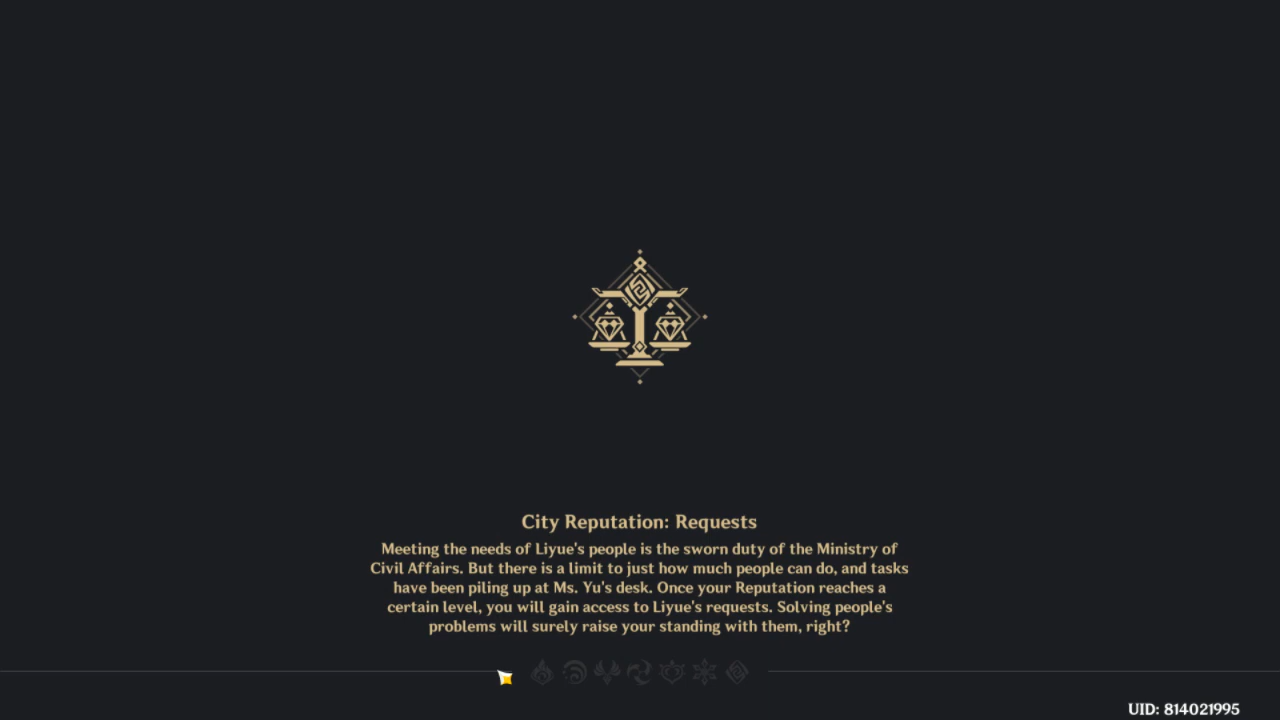 City Reputation: Requests
Meeting the needs of Liyue's people is the sworn duty of the Ministry of
Civil Affairs. But there is a limit to just how much people can do, and tasks
have been piling up at Ms. Yu's desk. Once your Reputation reaches a
certain level, you will gain access to Liyue's requests. Solving people's
problems will surely raise your standing with them, right?
UID: 814021995